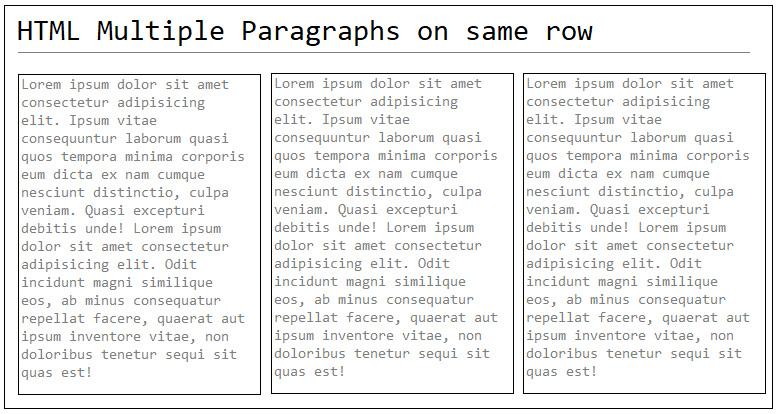 HTML Multiple Paragraphs on same row
Lorem ipsum dolor sit amet
consectetur adipisicing
elit. Ipsum vitae
consequuntur laborum quasi
quos tempora minima corporis
eum dicta ex nam cumque
nesciunt distinctio, culpa
veniam. Quasi excepturi
debitis unde! Lorem ipsum
dolor sit amet consectetur
adipisicing elit. Odit
incidunt magni similique
eos, ab minus consequatur
repellat facere, quaerat aut
ipsum inventore vitae, non
doloribus tenetur sequi sit
quas est!
Lorem ipsum dolor sit amet
consectetur adipisicing
elit. Ipsum vitae
consequuntur laborum quasi
quos tempora minima corporis
eum dicta ex nam cumque
nesciunt distinctio, culpa
veniam. Quasi excepturi
debitis unde! Lorem ipsum
dolor sit amet consectetur
adipisicing elit. Odit
incidunt magni similique
eos, ab minus consequatur
repellat facere, quaerat aut
ipsum inventore vitae, non
doloribus tenetur sequi sit
quas est!
Lorem ipsum dolor sit amet
consectetur adipisicing
elit. Ipsum vitae
consequuntur laborum quasi
quos tempora minima corporis
eum dicta ex nam cumque
nesciunt distinctio, culpa
veniam. Quasi excepturi
debitis unde! Lorem ipsum
dolor sit amet consectetur
adipisicing elit. Odit
incidunt magni similique
eos, ab minus consequatur
repellat facere, quaerat aut
ipsum inventore vitae, non
doloribus tenetur sequi sit
quas est!